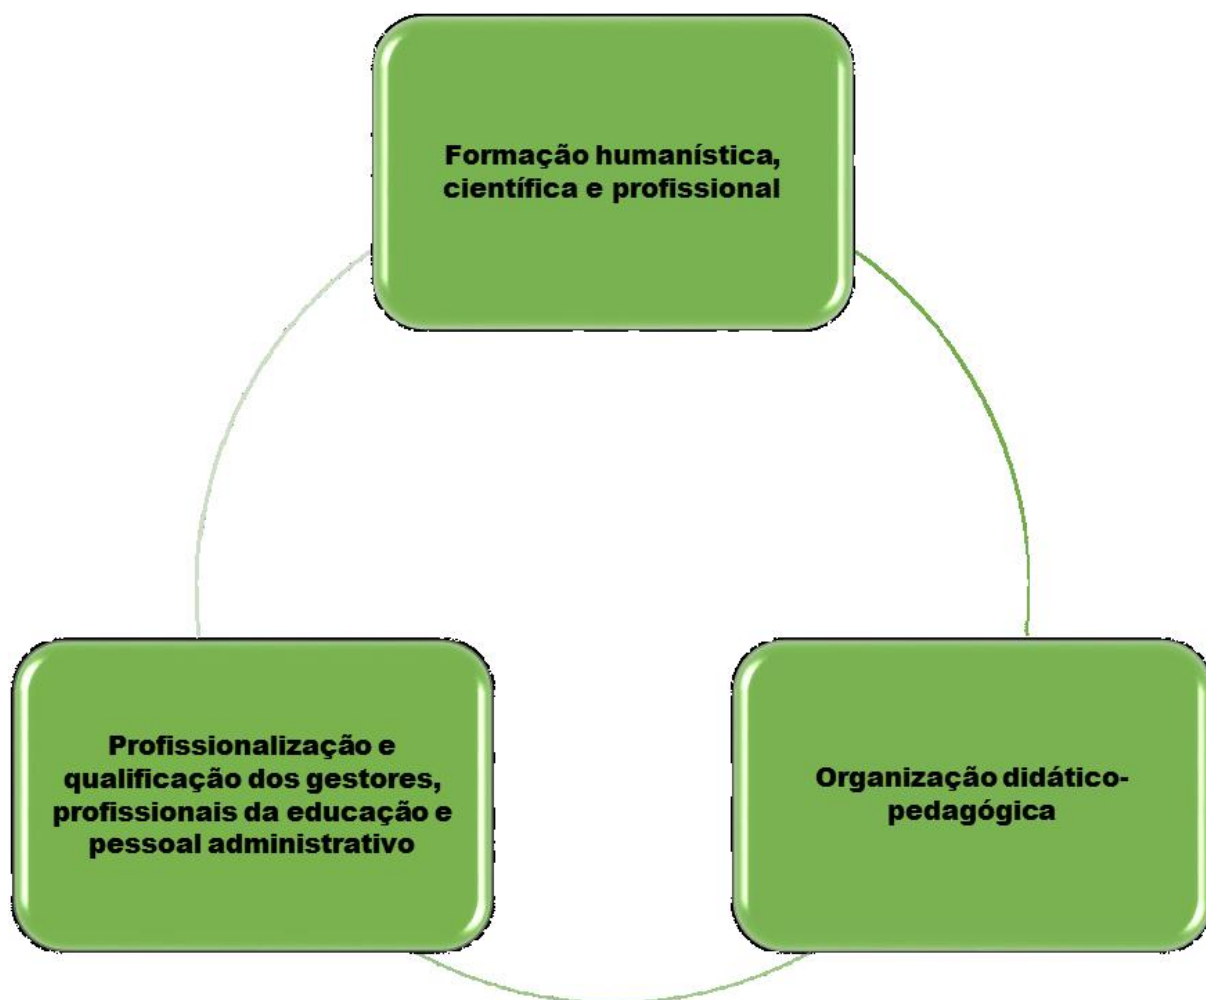 Formação humanística,
científica e profissional
Profissionalização e
qualificação dos gestores,
profissionais da educação e
pessoal administrativo
Organização didático-
pedagógica